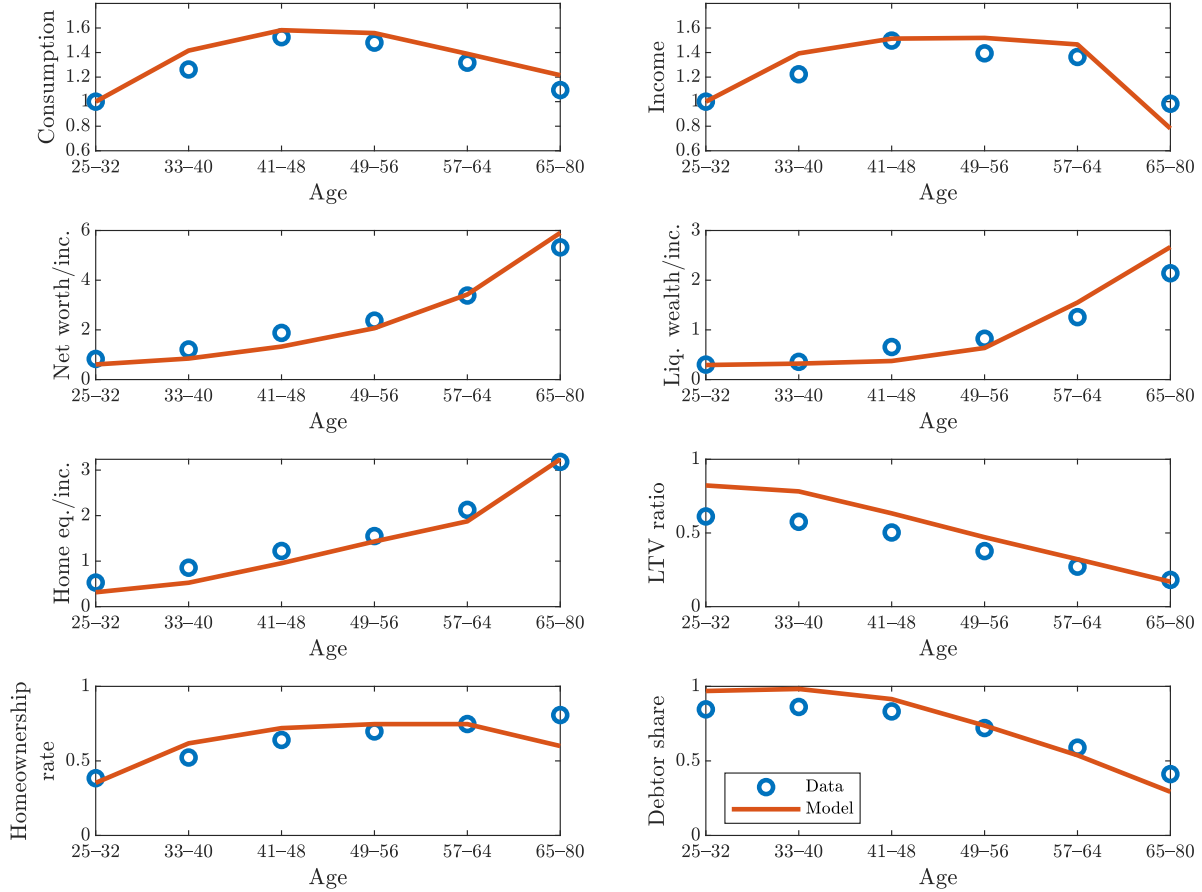 Consumption
1.6
1.4
1.2
1
0.8
0.6
25–32 33–40 41–48 49–56 57–64 65–80
Age
Income
1.6
1.4
1.2
1
0.8
0.6
25–32 33–40 41–48 49–56 57–64 65–80
Age
Net worth/inc.
6
4
2
0
25–32 33–40 41–48 49–56 57–64 65–80
Age
Liq. wealth/inc.
3
2
1
0
25–32 33–40 41–48 49–56 57–64 65–80
Age
Home eq./inc.
3
2
1
0
25–32 33–40 41–48 49–56 57–64 65–80
Age
LTV ratio
1
0.5
0
25–32 33–40 41–48 49–56 57–64 65–80
Age
Homeownership
rate
1
0.5
0
25–32 33–40 41–48 49–56 57–64 65–80
Age
Debtor share
1
0.5
0
Data
Model
25–32 33–40 41–48 49–56 57–64 65–80
Age